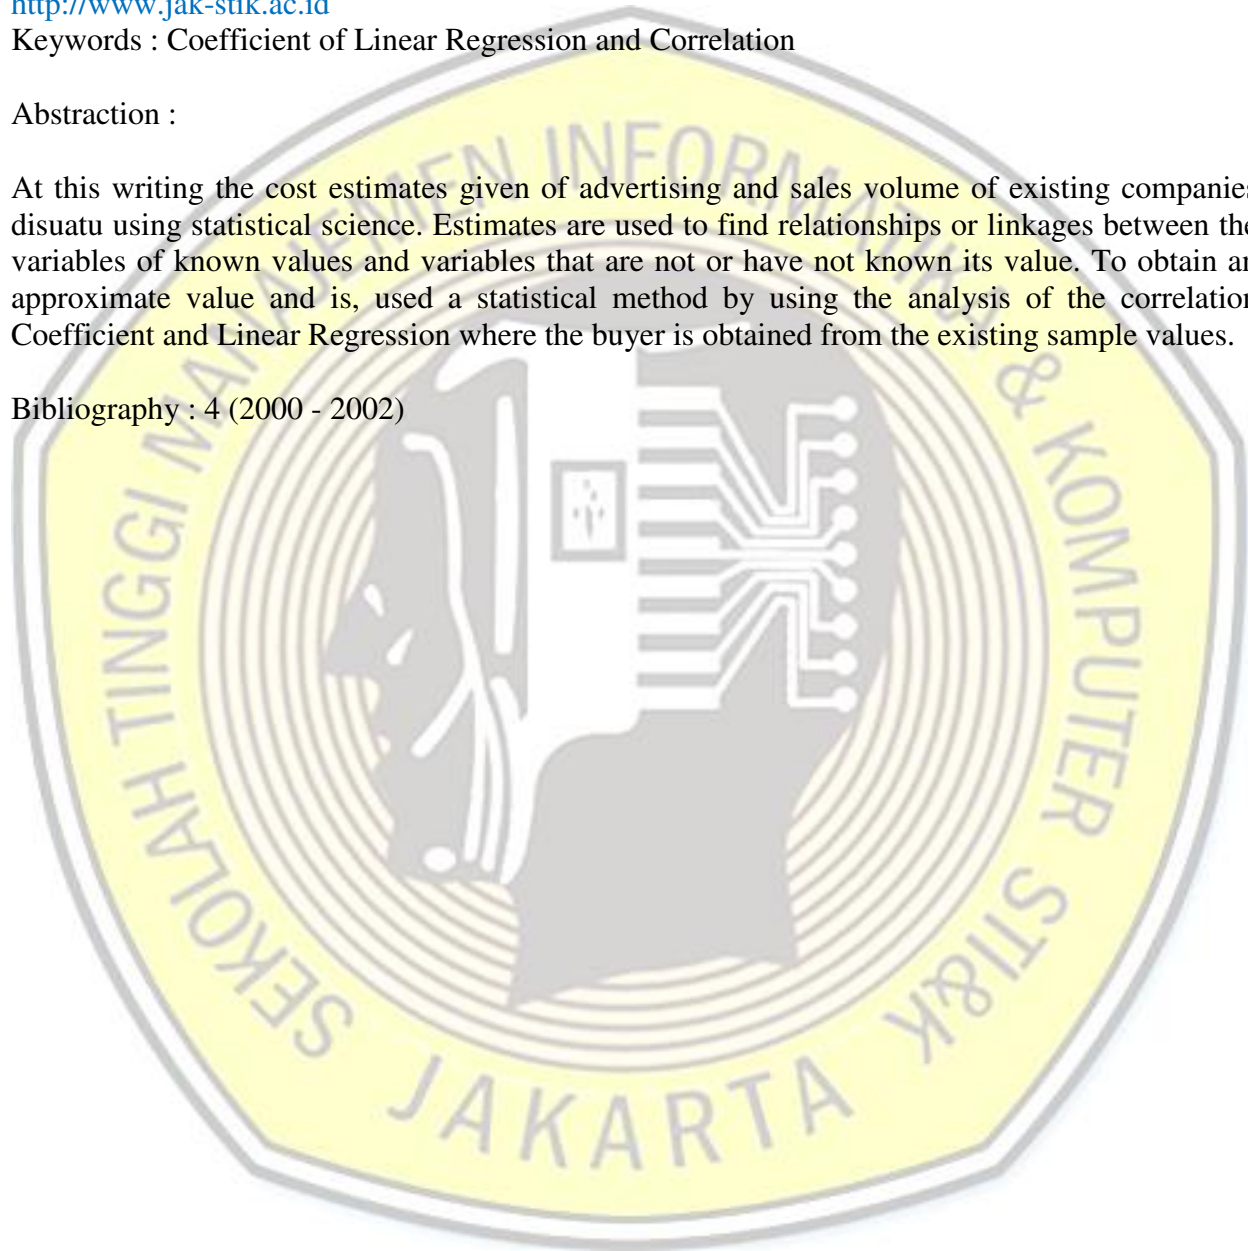 http://www.jak-stik.ac.id
Keywords : Coefficient of Linear Regression and Correlation
Abstraction :
At this writing the cost estimates given of advertising and sales volume of existing companies
disuatu using statistical science. Estimates are used to find relationships or linkages between the
variables of known values and variables that are not or have not known its value. To obtain an
approximate value and is, used a statistical method by using the analysis of the correlation
Coefficient and Linear Regression where the buyer is obtained from the existing sample values.
Bibliography : 4 (2000 - 2002)
SEKOLAH TINGGI MANAJEMEN INFORMATIKA & KOMPUTER STI&K
JAKARTA